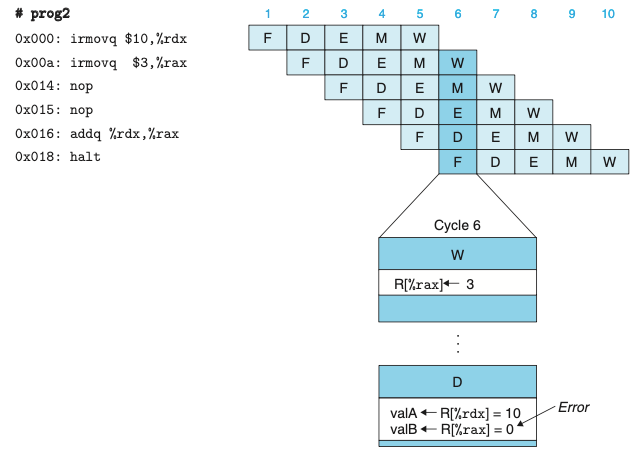 # prog2 1 2 3 4 5 6 7 8 9 10
0x000: irmovq $10,%rdx F D E M W
0x00a: irmovq $3,%rax F D E M W
0x014: nop F D E M W
0x015: nop F D E M W
0x016: addq %rdx,%rax F D E M W
0x018: halt F D E M W
Cycle 6
W
R[%rax]← 3
⋮
D
valA ← R[%rdx] = 10
valB ← R[%rax] = 0
Error